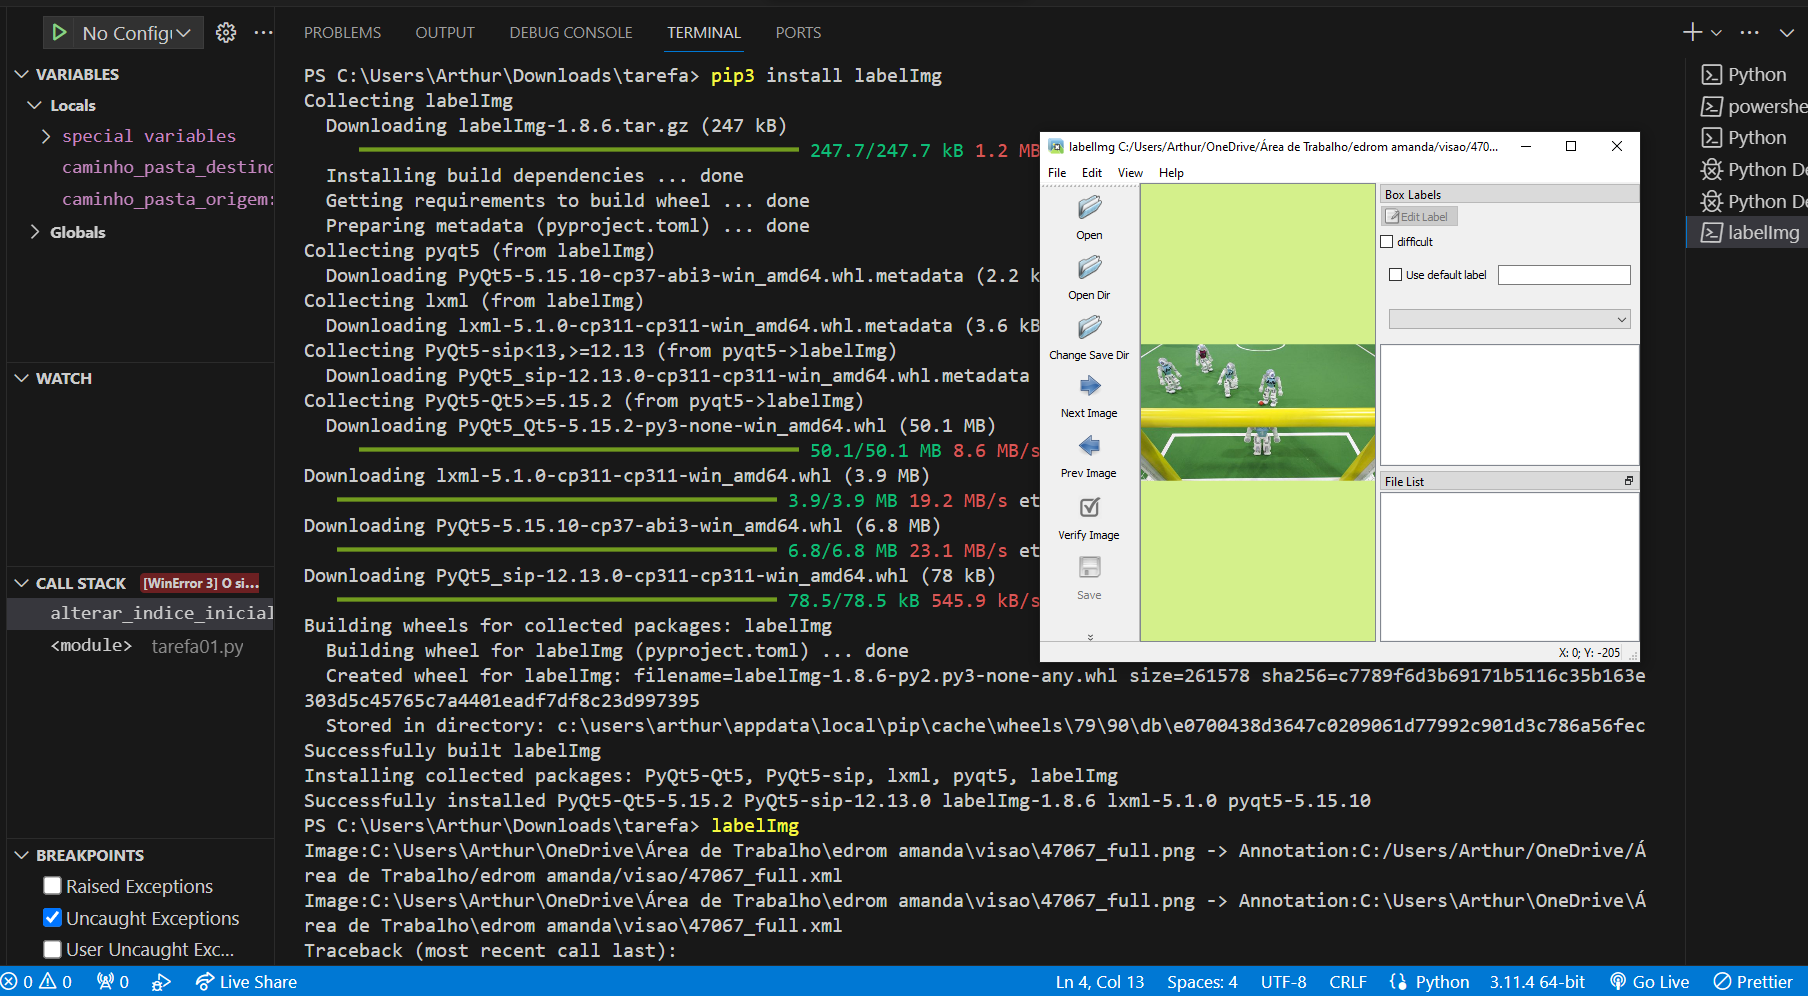 No Config
PROBLEMS OUTPUT DEBUG CONSOLE TERMINAL PORTS
VARIABLES
Locals
special variables
caminho_pasta_destino
caminho_pasta_origem:
Globals
WATCH
CALL STACK [WinError 3] O si...
alterar_indice_inicial
<module> tarefa01.py
BREAKPOINTS
Raised Exceptions
Uncaught Exceptions
User Uncaught Exc...
PS C:\Users\Arthur\Downloads\tarefa> pip3 install labelImg
Collecting labelImg
Downloading labelImg-1.8.6.tar.gz (247 kB)
247.7/247.7 kB 1.2 MB
Installing build dependencies ... done
Getting requirements to build wheel ... done
Preparing metadata (pyproject.toml) ... done
Collecting pyqt5 (from labelImg)
Downloading PyQt5-5.15.10-cp37-abi3-win_amd64.whl.metadata (2.2 k
Collecting lxml (from labelImg)
Downloading lxml-5.1.0-cp311-cp311-win_amd64.whl.metadata (3.6 kB
Collecting PyQt5-sip<13,>=12.13 (from pyqt5->labelImg)
Downloading PyQt5_sip-12.13.0-cp311-cp311-win_amd64.whl.metadata
Collecting PyQt5-Qt5>=5.15.2 (from pyqt5->labelImg)
Downloading PyQt5_Qt5-5.15.2-py3-none-win_amd64.whl (50.1 MB)
50.1/50.1 MB 8.6 MB/s
Downloading lxml-5.1.0-cp311-cp311-win_amd64.whl (3.9 MB)
3.9/3.9 MB 19.2 MB/s et
Downloading PyQt5-5.15.10-cp37-abi3-win_amd64.whl (6.8 MB)
6.8/6.8 MB 23.1 MB/s et
Downloading PyQt5_sip-12.13.0-cp311-cp311-win_amd64.whl (78 kB)
78.5/78.5 kB 545.9 kB/s
Building wheels for collected packages: labelImg
Building wheel for labelImg (pyproject.toml) ... done
Created wheel for labelImg: filename=labelImg-1.8.6-py2.py3-none-any.whl size=261578 sha256=c7789f6d3b69171b5116c35b163e
303d5c45765c7a4401eadf7df8c23d997395
Stored in directory: c:\users\arthur\appdata\local\pip\cache\wheels\79\90\db\e0700438d3647c0209061d77992c901d3c786a56fec
Successfully built labelImg
Installing collected packages: PyQt5-Qt5, PyQt5-sip, lxml, pyqt5, labelImg
Successfully installed PyQt5-Qt5-5.15.2 PyQt5-sip-12.13.0 labelImg-1.8.6 lxml-5.1.0 pyqt5-5.15.10
PS C:\Users\Arthur\Downloads\tarefa> labelImg
Image:C:\Users\Arthur\OneDrive\Área de Trabalho\edrom amanda\visao\47067_full.png -> Annotation:C:/Users/Arthur/OneDrive/Á
rea de Trabalho/edrom amanda/visao/47067_full.xml
Image:C:\Users\Arthur\OneDrive\Área de Trabalho\edrom amanda\visao\47067_full.png -> Annotation:C:\Users\Arthur\OneDrive\Á
rea de Trabalho\edrom amanda\visao\47067_full.xml
Traceback (most recent call last):
labelImg C:/Users/Arthur/OneDrive/Área de Trabalho/edrom amanda/visao/470...
File Edit View Help
Open
Open Dir
Change Save Dir
Next Image
Prev Image
Verify Image
Save
Box Labels
Edit Label
difficult
Use default label
File List
X: 0; Y: -205
Python
powershe
Python
Python De
Python De
labelImg
0 0 0 Live Share Ln 4, Col 13 Spaces: 4 UTF-8 CRLF Python 3.11.4 64-bit Go Live Prettier